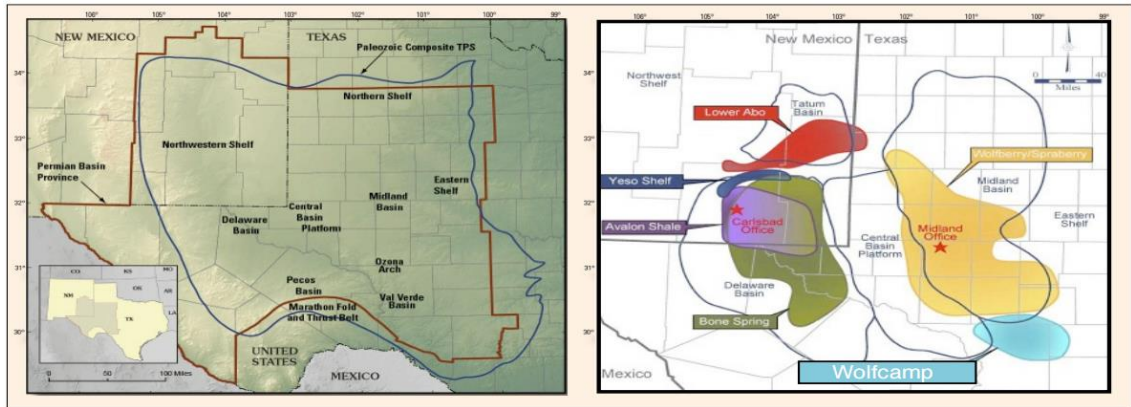 106°
105°
104°
103°
102°
101°
100°
99°
NEW MEXICO
TEXAS
Paleozoic Composite TPS
34°
Northern Shelf
33°
Northwestern Shelf
Permian Basin
Province
Eastern
Shelf
32°
Midland
Basin
Central
Basin
Platform
Delaware
Basin
31°
Ozona
Arch
Pecos
Basin
Val Verde
Basin
Marathon Fold
and Thrust Belt
30°
CO
KS
MO
OK
AR
NM
TX
LA
UNITED
STATES
MEXICO
0
50
100 Miles
106°
105°
104°
103°
102°
101°
100°
99°
New Mexico
Texas
34°
Northwest
Shelf
0
40
Miles
Tatum
Basin
Lower Abo
33°
Wolfberry/Spraberry
Yeso Shelf
Midland
Basin
32°
Avalon Shale
Carlsbad
Office
Midland
Office
Eastern
Shelf
Central
Basin
Platform
31°
Delaware
Basin
Bone Spring
30°
Mexico
Wolfcamp